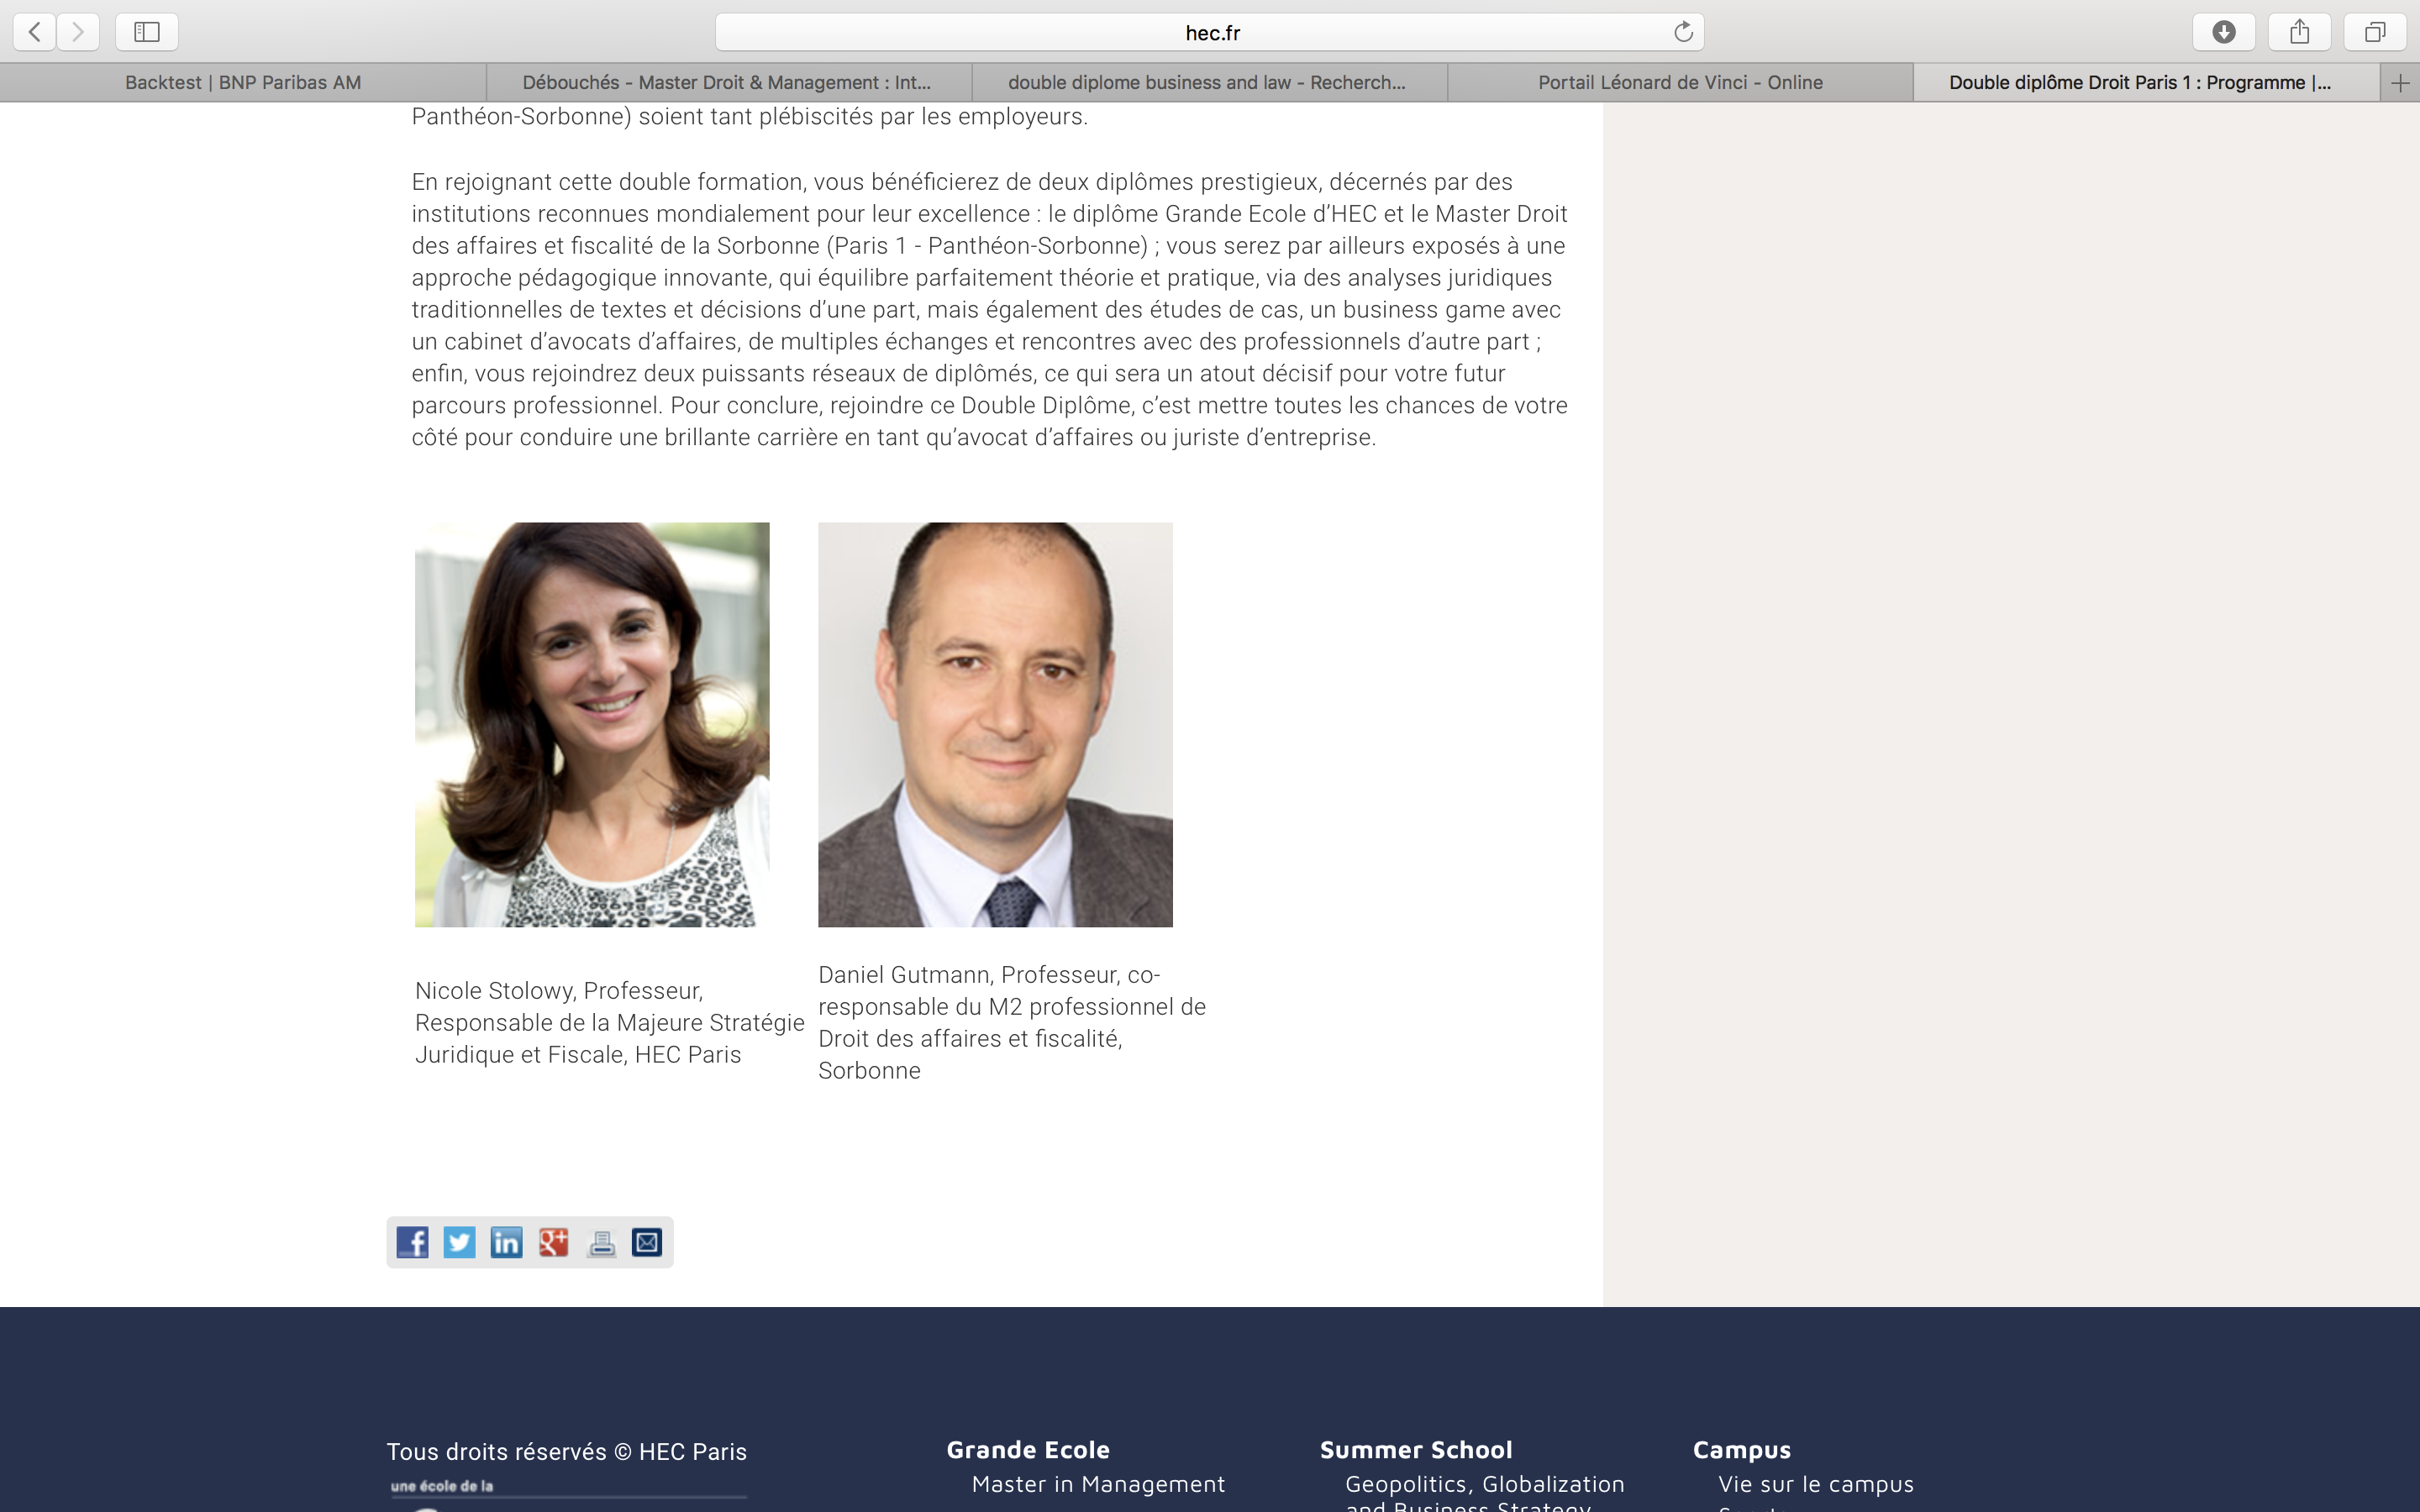 hec.fr
Backtest | BNP Paribas AM
Débouchés - Master Droit & Management : Int...
double diplome business and law - Recherch...
Portail Léonard de Vinci - Online
Double diplôme Droit Paris 1 : Programme |...
Panthéon-Sorbonne) soient tant plébiscités par les employeurs.
En rejoignant cette double formation, vous bénéficierez de deux diplômes prestigieux, décernés par des
institutions reconnues mondialement pour leur excellence : le diplôme Grande Ecole d’HEC et le Master Droit
des affaires et fiscalité de la Sorbonne (Paris 1 - Panthéon-Sorbonne) ; vous serez par ailleurs exposés à une
approche pédagogique innovante, qui équilibre parfaitement théorie et pratique, via des analyses juridiques
traditionnelles de textes et décisions d’une part, mais également des études de cas, un business game avec
un cabinet d’avocats d’affaires, de multiples échanges et rencontres avec des professionnels d’autre part ;
enfin, vous rejoindrez deux puissants réseaux de diplômés, ce qui sera un atout décisif pour votre futur
parcours professionnel. Pour conclure, rejoindre ce Double Diplôme, c’est mettre toutes les chances de votre
côté pour conduire une brillante carrière en tant qu’avocat d’affaires ou juriste d’entreprise.
Nicole Stolowy, Professeur,
Responsable de la Majeure Stratégie
Juridique et Fiscale, HEC Paris
Daniel Gutmann, Professeur, co-
responsable du M2 professionnel de
Droit des affaires et fiscalité,
Sorbonne
Tous droits réservés © HEC Paris
une école de la
Grande Ecole
Master in Management
Summer School
Geopolitics, Globalization
and Business Strategy
Campus
Vie sur le campus